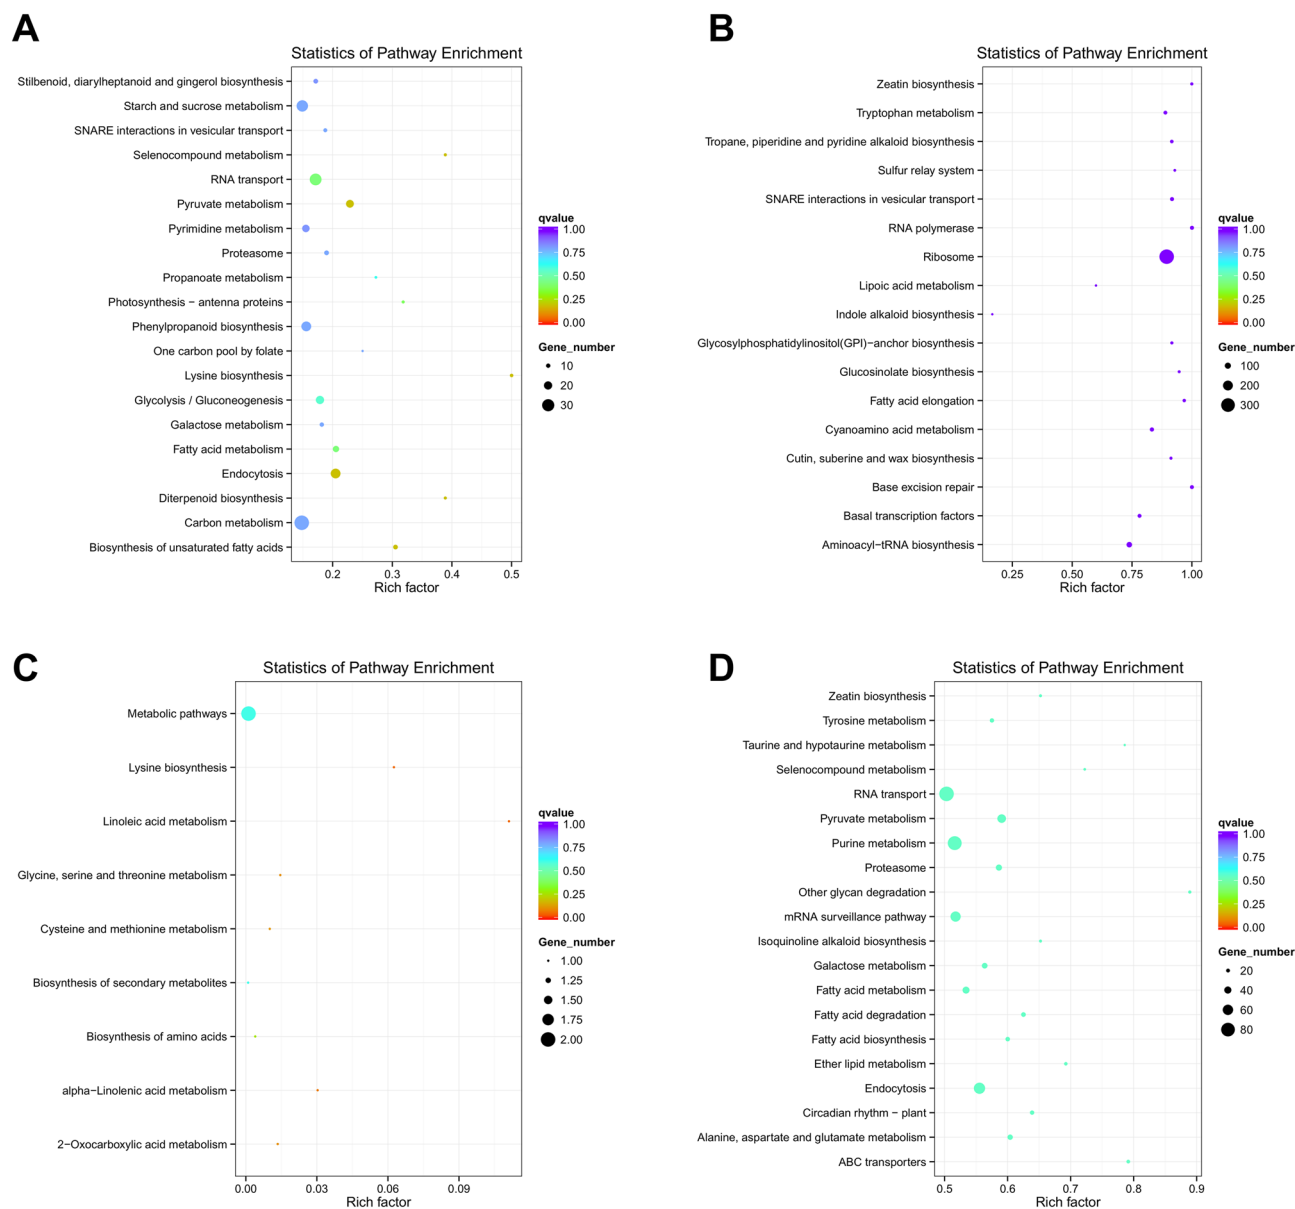 A
Statistics of Pathway Enrichment
Stilbenoid, diarylheptanoid and gingerol biosynthesis
Starch and sucrose metabolism
SNARE interactions in vesicular transport
Selenocompound metabolism
RNA transport
Pyruvate metabolism
Pyrimidine metabolism
Proteasome
Propanoate metabolism
Photosynthesis − antenna proteins
Phenylpropanoid biosynthesis
One carbon pool by folate
Lysine biosynthesis
Glycolysis / Gluconeogenesis
Galactose metabolism
Fatty acid metabolism
Endocytosis
Diterpenoid biosynthesis
Carbon metabolism
Biosynthesis of unsaturated fatty acids
0.2 0.3 0.4 0.5
Rich factor
qvalue
1.00
0.75
0.50
0.25
0.00
Gene_number
10
20
30
B
Statistics of Pathway Enrichment
Zeatin biosynthesis
Tryptophan metabolism
Tropane, piperidine and pyridine alkaloid biosynthesis
Sulfur relay system
SNARE interactions in vesicular transport
RNA polymerase
Ribosome
Lipoic acid metabolism
Indole alkaloid biosynthesis
Glycosylphosphatidylinositol(GPI)−anchor biosynthesis
Glucosinolate biosynthesis
Fatty acid elongation
Cyanoamino acid metabolism
Cutin, suberine and wax biosynthesis
Base excision repair
Basal transcription factors
Aminoacyl−tRNA biosynthesis
0.25 0.50 0.75 1.00
Rich factor
qvalue
1.00
0.75
0.50
0.25
0.00
Gene_number
100
200
300
C
Statistics of Pathway Enrichment
Metabolic pathways
Lysine biosynthesis
Linoleic acid metabolism
Glycine, serine and threonine metabolism
Cysteine and methionine metabolism
Biosynthesis of secondary metabolites
Biosynthesis of amino acids
alpha−Linolenic acid metabolism
2−Oxocarboxylic acid metabolism
0.00 0.03 0.06 0.09
Rich factor
qvalue
1.00
0.75
0.50
0.25
0.00
Gene_number
1.00
1.25
1.50
1.75
2.00
D
Statistics of Pathway Enrichment
Zeatin biosynthesis
Tyrosine metabolism
Taurine and hypotaurine metabolism
Selenocompound metabolism
RNA transport
Pyruvate metabolism
Purine metabolism
Proteasome
Other glycan degradation
mRNA surveillance pathway
Isoquinoline alkaloid biosynthesis
Galactose metabolism
Fatty acid metabolism
Fatty acid degradation
Fatty acid biosynthesis
Ether lipid metabolism
Endocytosis
Circadian rhythm − plant
Alanine, aspartate and glutamate metabolism
ABC transporters
0.5 0.6 0.7 0.8 0.9
Rich factor
qvalue
1.00
0.75
0.50
0.25
0.00
Gene_number
20
40
60
80